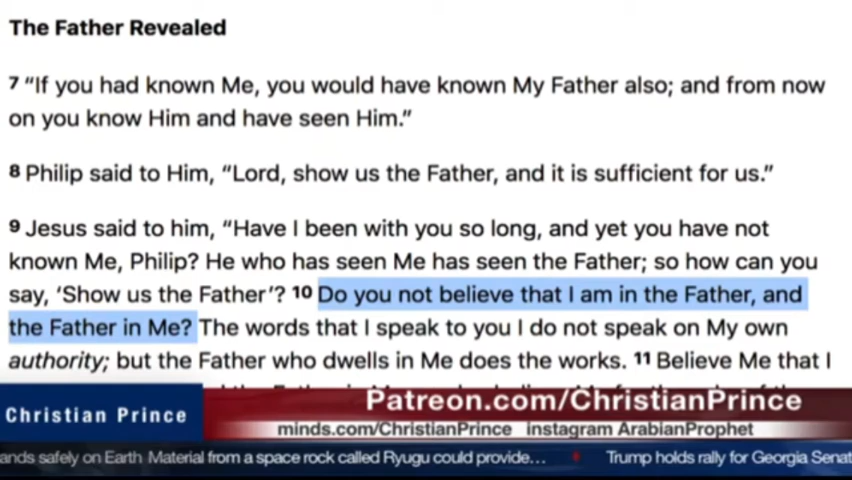 The Father Revealed
7 “If you had known Me, you would have known My Father also; and from now
on you know Him and have seen Him.”
8 Philip said to Him, “Lord, show us the Father, and it is sufficient for us.”
9 Jesus said to him, “Have I been with you so long, and yet you have not
known Me, Philip? He who has seen Me has seen the Father; so how can you
say, ‘Show us the Father’? 10 Do you not believe that I am in the Father, and
the Father in Me? The words that I speak to you I do not speak on My own
authority; but the Father who dwells in Me does the works. 11 Believe Me that I
Christian Prince
Patreon.com/ChristianPrince
minds.com/ChristianPrince instagram ArabianProphet
ands safely on Earth Material from a space rock called Ryugu could provide... Trump holds rally for Georgia Senat